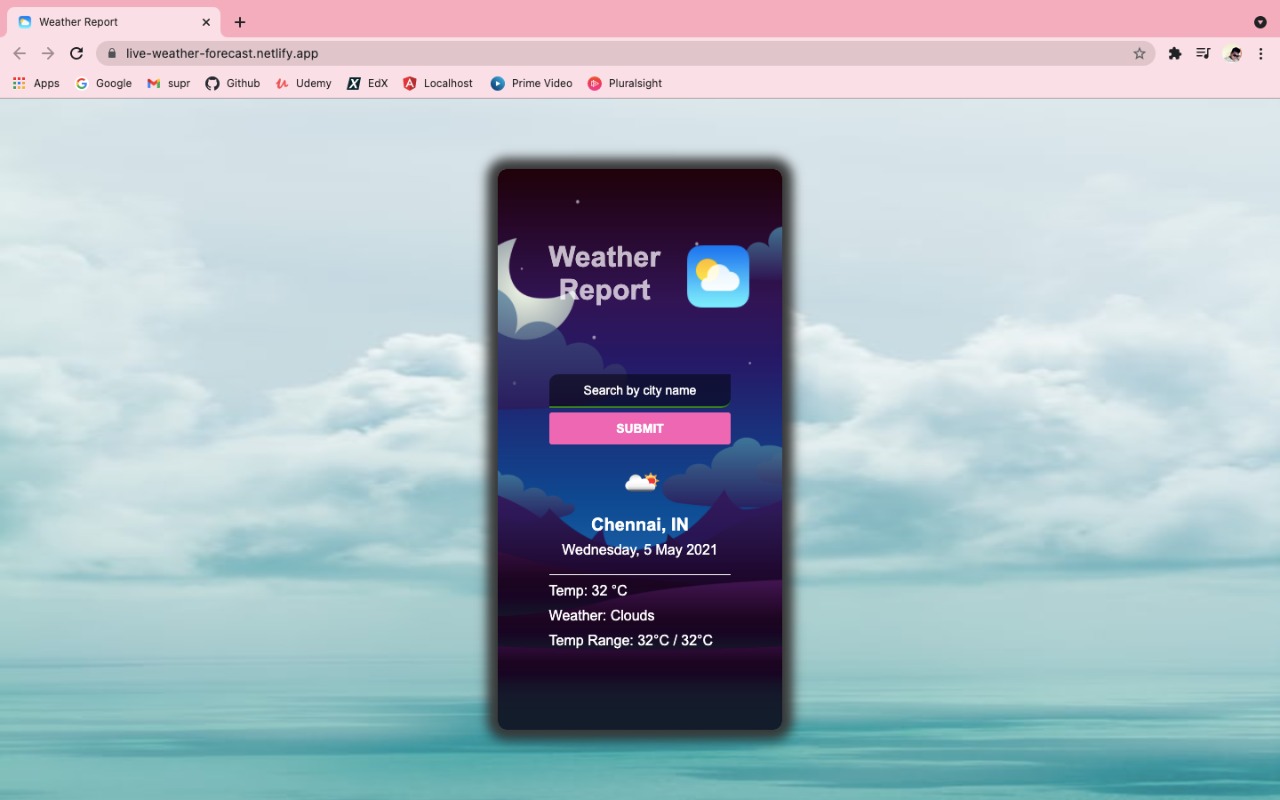 Weather Report
live-weather-forecast.netlify.app
Apps Google supr Github Udemy EdX Localhost Prime Video Pluralsight
Weather
Report
Search by city name
SUBMIT
Chennai, IN
Wednesday, 5 May 2021
Temp: 32 °C
Weather: Clouds
Temp Range: 32°C / 32°C